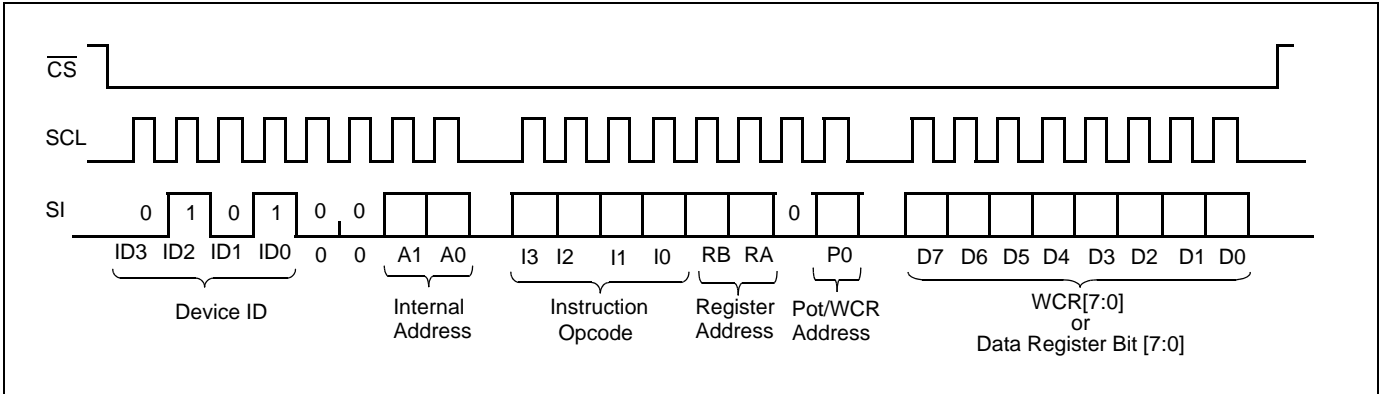 CS
SCL
SI
0 1 0 1 0 0 0
ID3 ID2 ID1 ID0 0 0 A1 A0 I3 I2 I1 I0 RB RA P0 D7 D6 D5 D4 D3 D2 D1 D0
Device ID
Internal
Address
Instruction
Opcode
Register
Address
Pot/WCR
Address
WCR[7:0]
or
Data Register Bit [7:0]